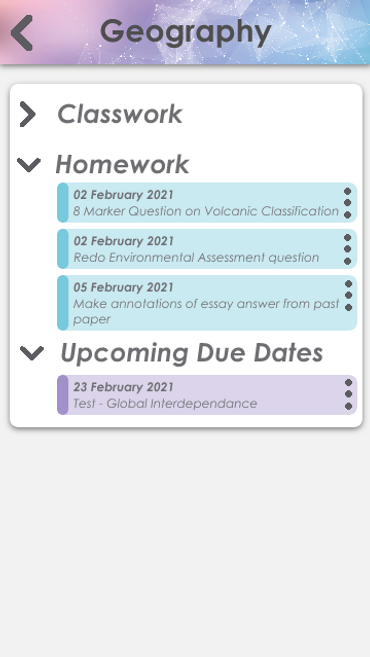 Geography
Classwork
Homework
02 February 2021
8 Marker Question on Volcanic Classification
02 February 2021
Redo Environmental Assessment question
05 February 2021
Make annotations of essay answer from past
paper
Upcoming Due Dates
23 February 2021
Test - Global Interdependance